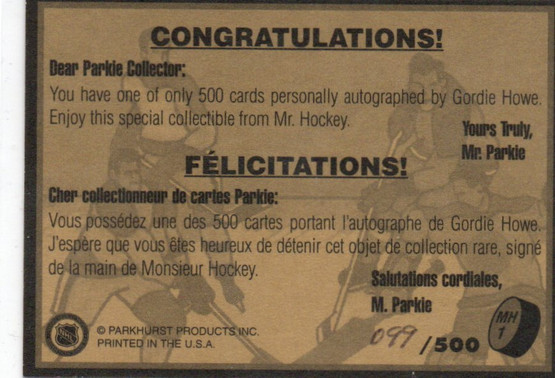 CONGRATULATIONS!
Dear Parkie Collector:
You have one of only 500 cards personally autographed by Gordie Howe.
Enjoy this special collectible from Mr. Hockey.
Yours Truly,
Mr. Parkie
FÉLICITATIONS!
Cher collectionneur de cartes Parkie:
Vous possédez une des 500 cartes portant l'autographe de Gordie Howe.
J'espère que vous êtes heureux de détenir cet objet de collection rare, signé
de la main de Monsieur Hockey.
Salutations cordiales,
M. Parkie
© PARKHURST PRODUCTS INC.
PRINTED IN THE U.S.A.
099 /500
MH
1